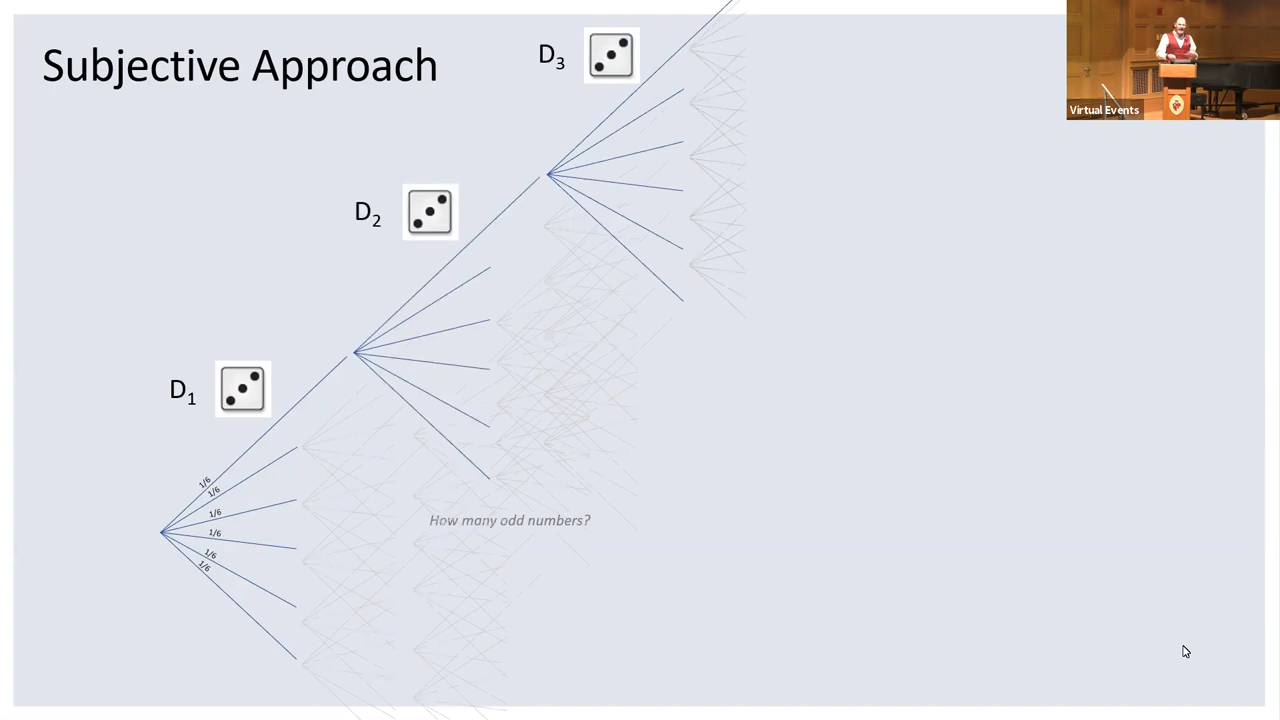 Subjective Approach
D3
Virtual Events
D2
D1
1/6
1/6
1/6
1/6
1/6
1/6
How many odd numbers?